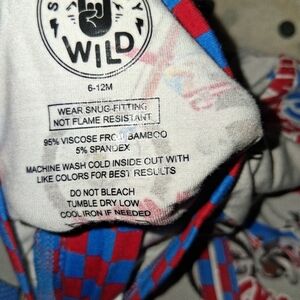 WILD
6-12M
WEAR SNUG-FITTING
NOT FLAME RESISTANT
95% VISCOSE FROM BAMBOO
5% SPANDEX
MACHINE WASH COLD INSIDE OUT WITH
LIKE COLORS FOR BEST RESULTS
DO NOT BLEACH
TUMBLE DRY LOW
COOL IRON IF NEEDED